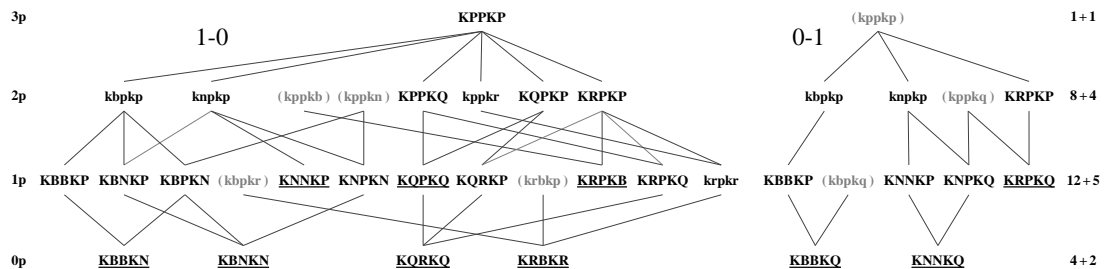 3p KPPKP (kppkp) 1+1
1-0 0-1
2p kbpkp knpkp (kppkb) (kppkn) KPPKQ kppkr KQPKP KRPKP kbpkp knpkp (kppkq) KRPKP 8+4
1p KBBKP KBNKP KBPKN (kbpkr) KNNKP KNPKN KQPKQ KQRKP (krbkp) KRPKB KRPKQ krpkr KBBKP (kbpkq) KNNKP KNPKQ KRPKQ 12+5
0p KBBKN KBNKN KQRKQ KRBKR KBBKQ KNNKQ 4+2